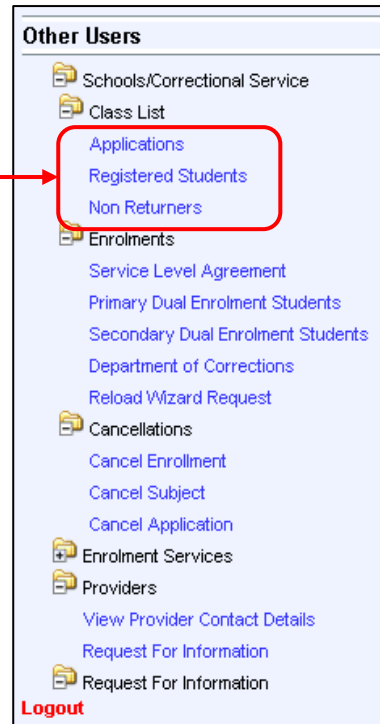 Other Users
Schools/Correctional Service
Class List
Applications
Registered Students
Non Returners
Enrolments
Service Level Agreement
Primary Dual Enrolment Students
Secondary Dual Enrolment Students
Department of Corrections
Reload Wizard Request
Cancellations
Cancel Enrollment
Cancel Subject
Cancel Application
Enrolment Services
Providers
View Provider Contact Details
Request For Information
Request For Information
Logout